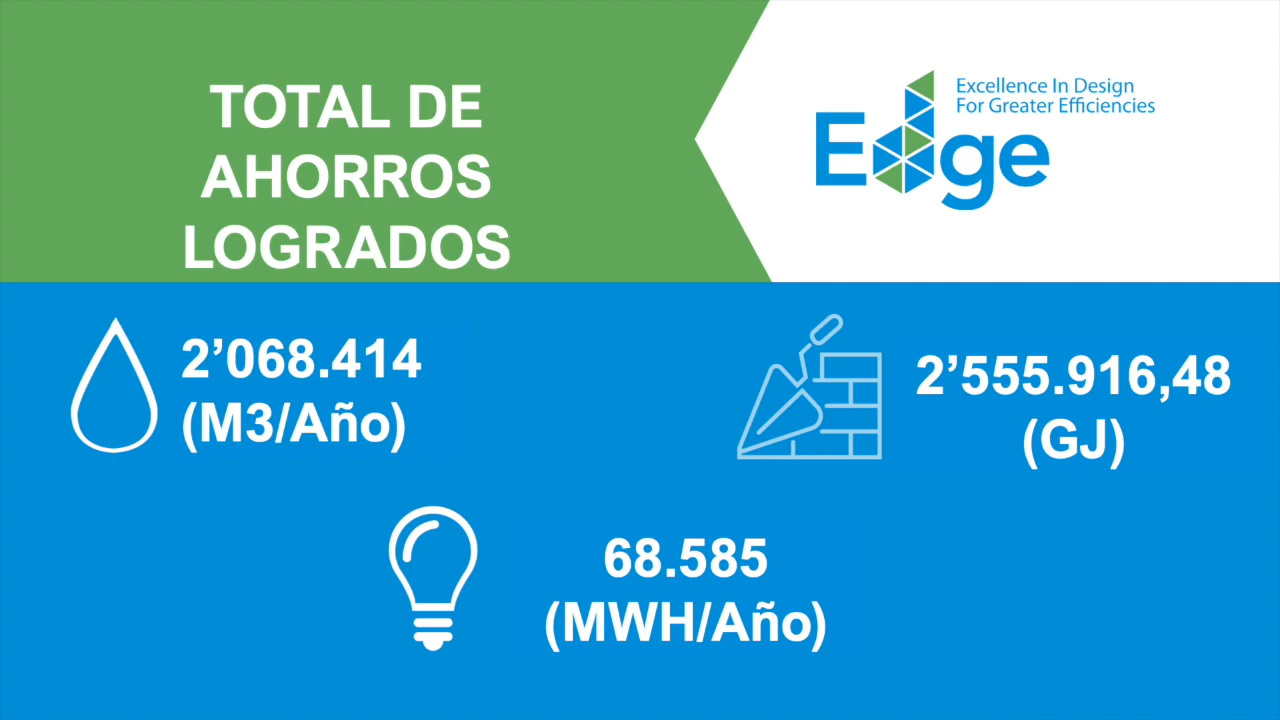 TOTAL DE
AHORROS
LOGRADOS
Edge
Excellence In Design
For Greater Efficiencies
2’068.414
(M3/Año)
2’555.916,48
(GJ)
68.585
(MWH/Año)